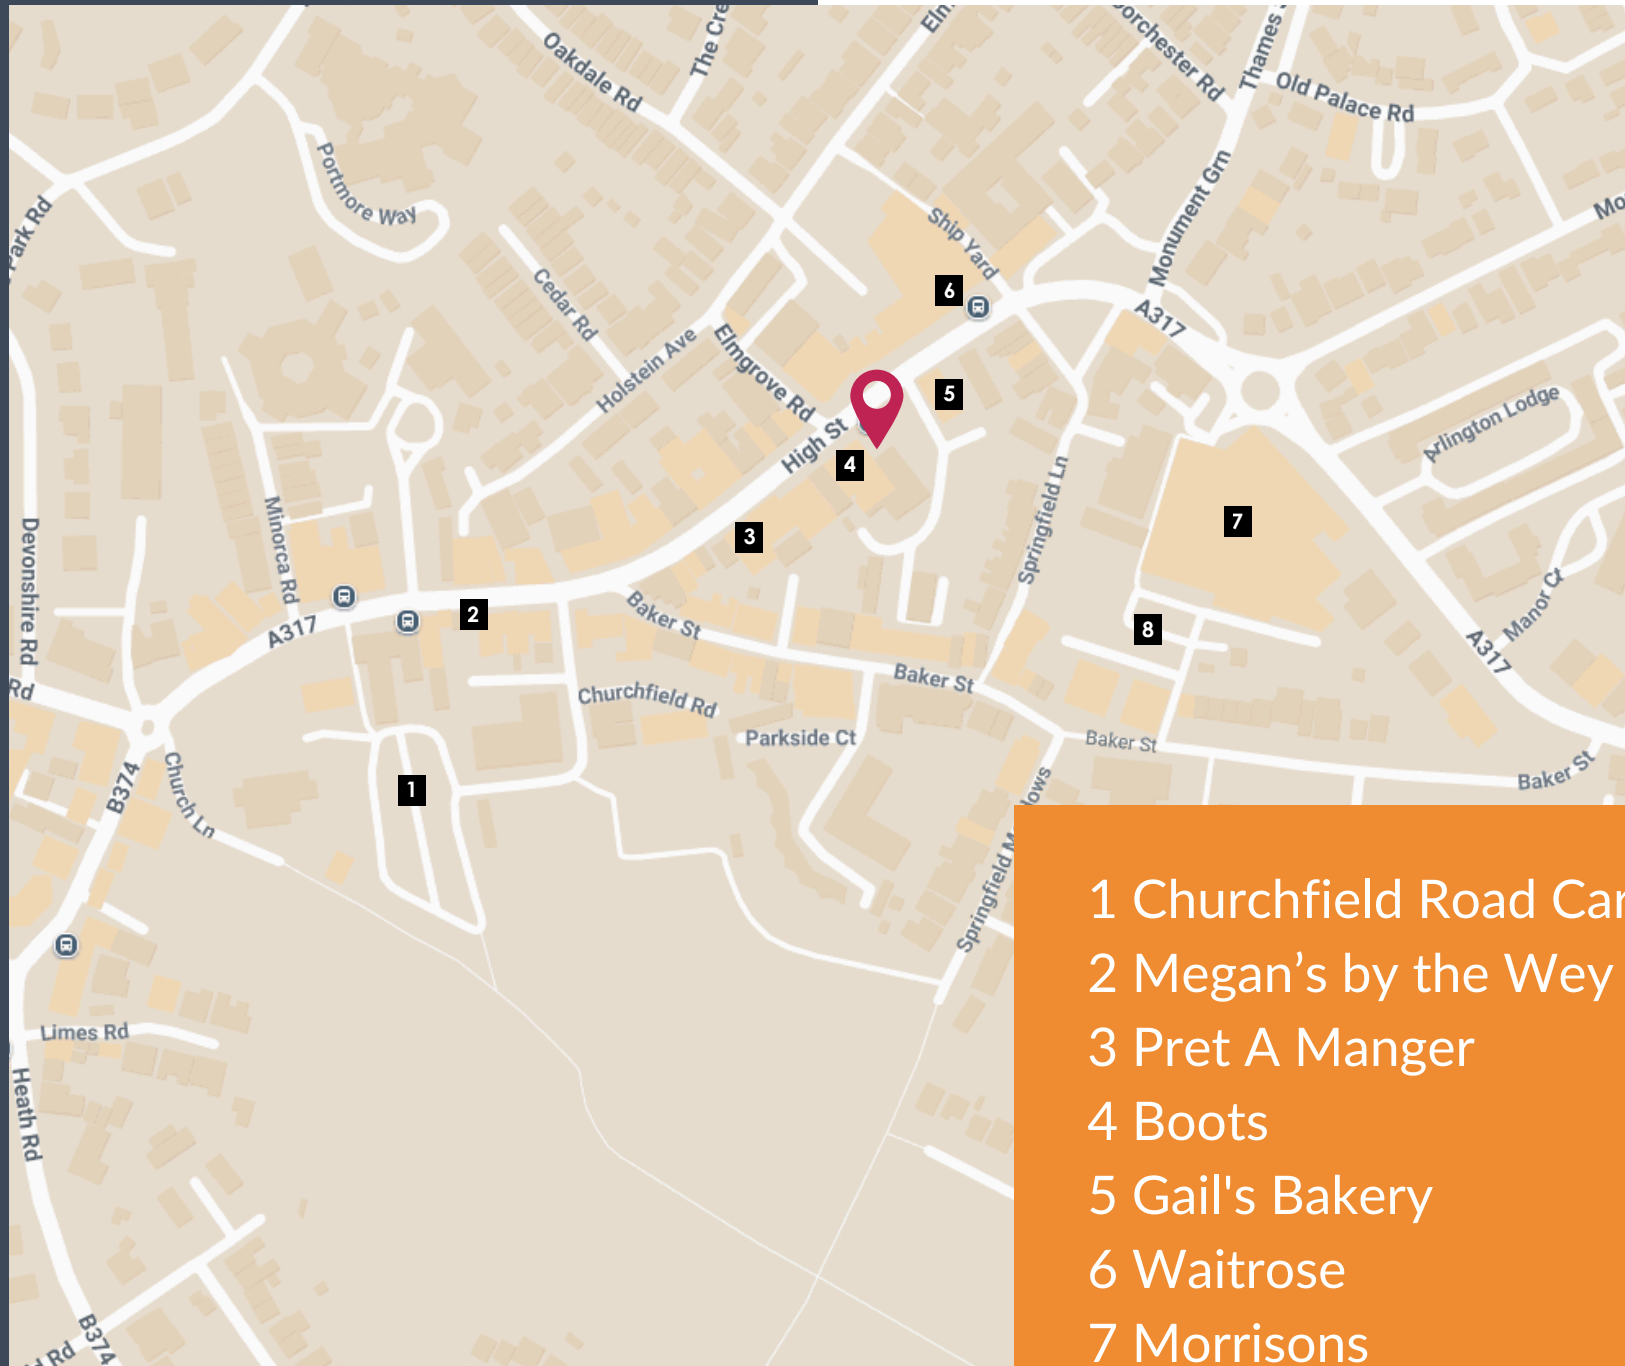 Oakdale Rd
The Cre
Elm
Dorchester Rd
Thames
Old Palace Rd
Park Rd
Portmore Way
Ship Yard
Monument Grn
Mo
Cedar Rd
6
A317
Holstein Ave
Elmgrove Rd
5
Arlington Lodge
High St
4
Minorca Rd
Springfield Ln
7
3
Devonshire Rd
Manor Ct
2
Baker St
A317
8
A317
Rd
Churchfield Rd
Baker St
Parkside Ct
Baker St
Church Ln
B374
1
Baker St
Springfield M
ows
Limes Rd
Heath Rd
B374
Rd
1 Churchfield Road Car
2 Megan’s by the Wey
3 Pret A Manger
4 Boots
5 Gail's Bakery
6 Waitrose
7 Morrisons